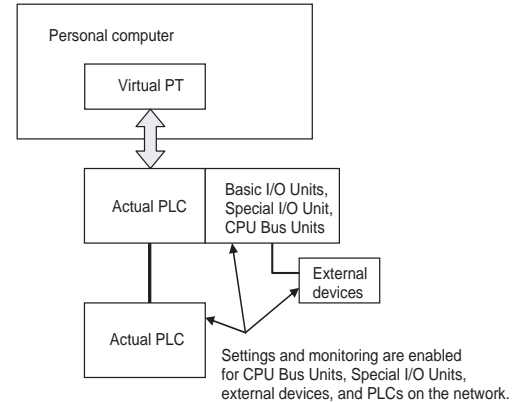 Personal computer
Virtual PT
Actual PLC
Basic I/O Units,
Special I/O Unit,
CPU Bus Units
External
devices
Actual PLC
Settings and monitoring are enabled
for CPU Bus Units, Special I/O Units,
external devices, and PLCs on the network.